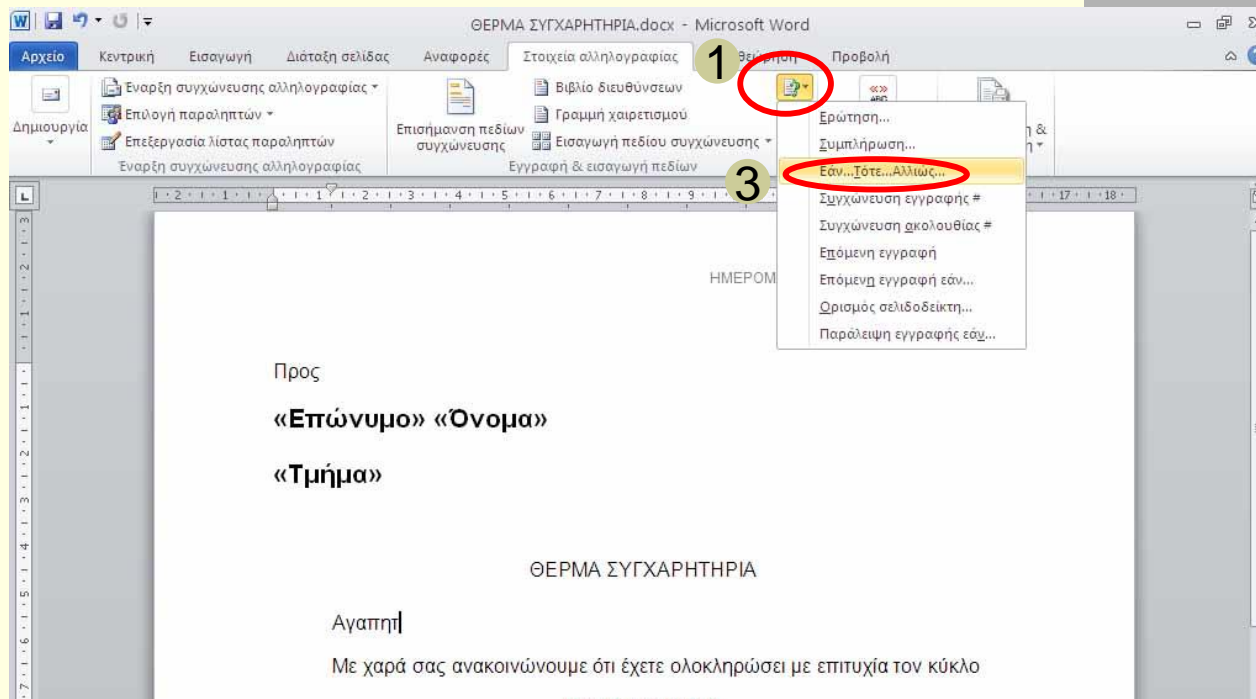 ΘΕΡΜΑ ΣΥΓΧΑΡΗΤΗΡΙΑ.docx - Microsoft Word
Αρχείο Κεντρική Εισαγωγή Διάταξη σελίδας Αναφορές Στοιχεία αλληλογραφίας Προβολή
1
Δημιουργία
Έναρξη συγχώνευσης αλληλογραφίας
Επιλογή παραληπτών
Επεξεργασία λίστας παραληπτών
Έναρξη συγχώνευσης αλληλογραφίας
Επισήμανση πεδίων
συγχώνευσης
Βιβλίο διευθύνσεων
Γραμμή χαιρετισμού
Εισαγωγή πεδίου συγχώνευσης
Εγγραφή & εισαγωγή πεδίων
«»
ABC
Ερώτηση...
Συμπλήρωση...
3
Εάν...Τότε...Αλλιώς...
Συγχώνευση εγγραφής #
Συγχώνευση ακολουθίας #
Επόμενη εγγραφή
Επόμενη εγγραφή εάν...
Ορισμός σελιδοδείκτη...
Παράλειψη εγγραφής εάν...
ΗΜΕΡΟΜ
Προς
«Επώνυμο» «Όνομα»
«Τμήμα»
ΘΕΡΜΑ ΣΥΓΧΑΡΗΤΗΡΙΑ
Αγαπητ
Με χαρά σας ανακοινώνουμε ότι έχετε ολοκληρώσει με επιτυχία τον κύκλο